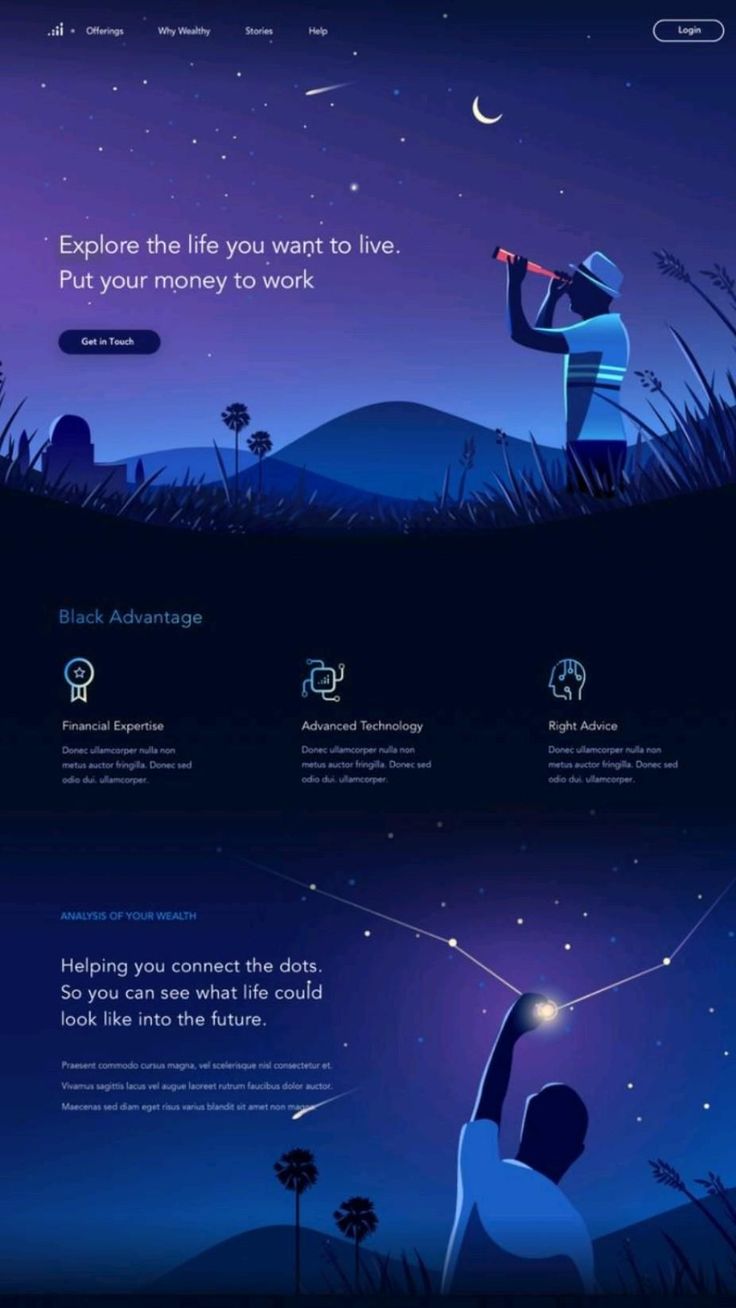 Offerings
Why Wealthy
Stories
Help
Login
Explore the life you want to live.
Put your money to work
Get in Touch
Black Advantage
Financial Expertise
Donec ullamcorper nulla non
metus auctor fringilla. Donec sed
odio dui. ullamcorper.
Advanced Technology
Donec ullamcorper nulla non
metus auctor fringilla. Donec sed
odio dui. ullamcorper.
Right Advice
Donec ullamcorper nulla non
metus auctor fringilla. Donec sed
odio dui. ullamcorper.
ANALYSIS OF YOUR WEALTH
Helping you connect the dots.
So you can see what life could
look like into the future.
Praesent commodo cursus magna, vel scelerisque nisl consectetur et.
Vivamus sagittis lacus vel augue laoreet rutrum faucibus dolor auctor.
Maecenas sed diam eget risus varius blandit sit amet non magna.